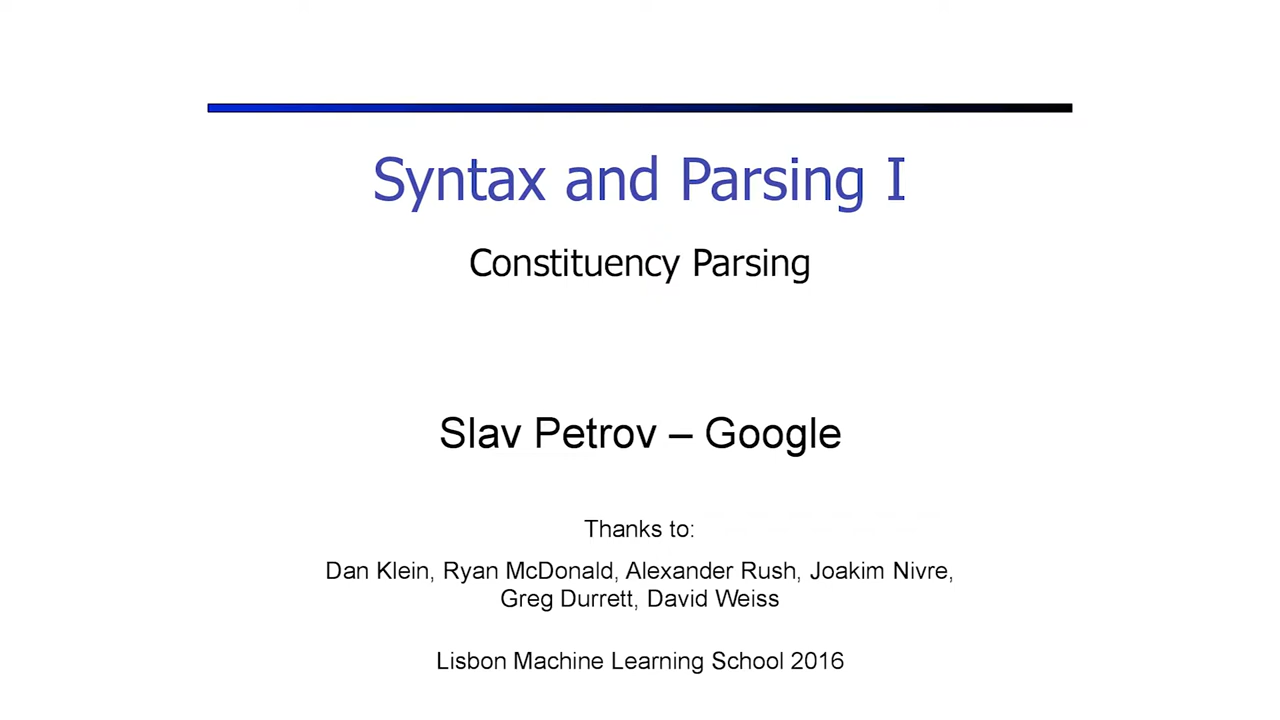 Syntax and Parsing I
Constituency Parsing
Slav Petrov – Google
Thanks to:
Dan Klein, Ryan McDonald, Alexander Rush, Joakim Nivre,
Greg Durrett, David Weiss
Lisbon Machine Learning School 2016